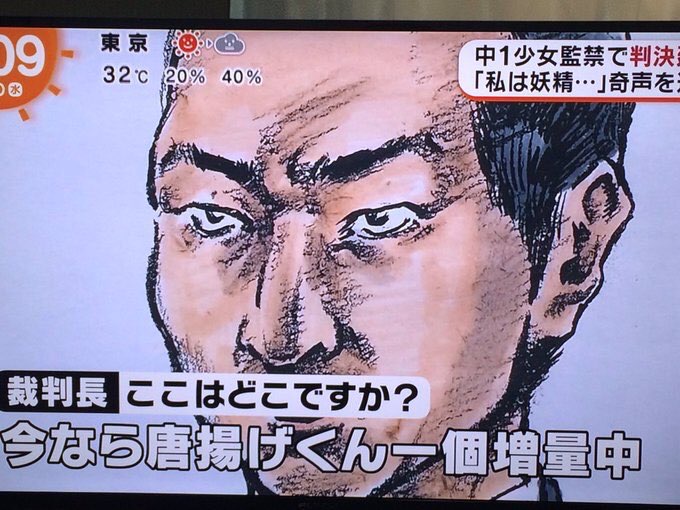 09
水
東京
32℃ 20% 40%
中1少女監禁で判決
「私は妖精…」奇声を
裁判長 ここはどこですか?
今なら唐揚げくん一個増量中